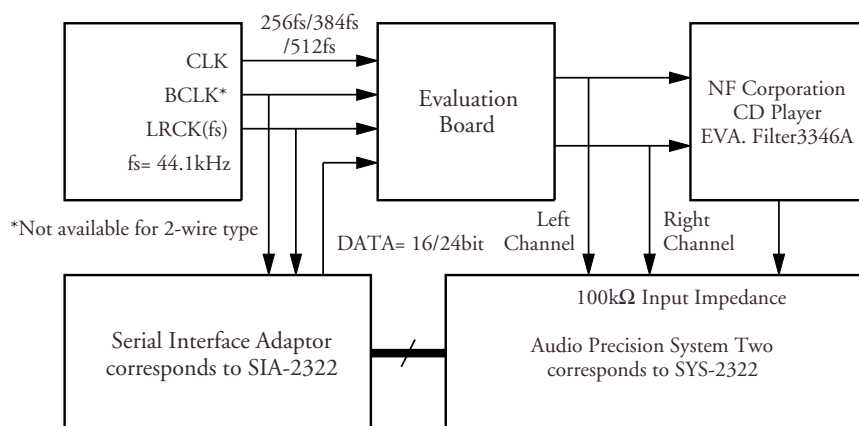 256fs/384fs
/512fs
CLK
BCLK*
LRCK(fs)
fs= 44.1kHz
Evaluation
Board
NF Corporation
CD Player
EVA. Filter3346A
*Not available for 2-wire type
DATA= 16/24bit
Left
Channel
Right
Channel
Serial Interface Adaptor
corresponds to SIA-2322
100kΩ Input Impedance
Audio Precision System Two
corresponds to SYS-2322